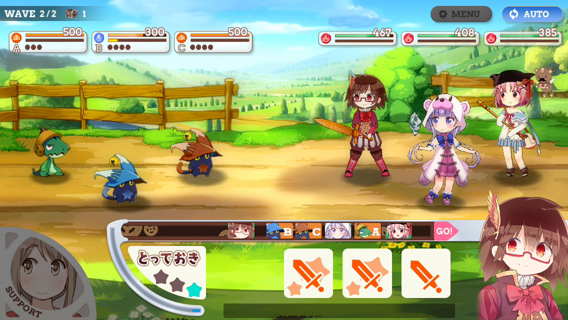 WAVE 2/2 1
MENU
AUTO
500
300
500
A
B
C
467
408
385
B C A GO!
とっておき
SUPPORT